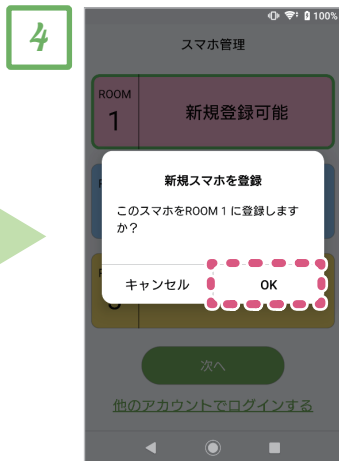 4
100%
スマホ管理
ROOM
1
新規登録可能
新規スマホを登録
このスマホをROOM 1 に登録します
か？
キャンセル
OK
次へ
他のアカウントでログインする